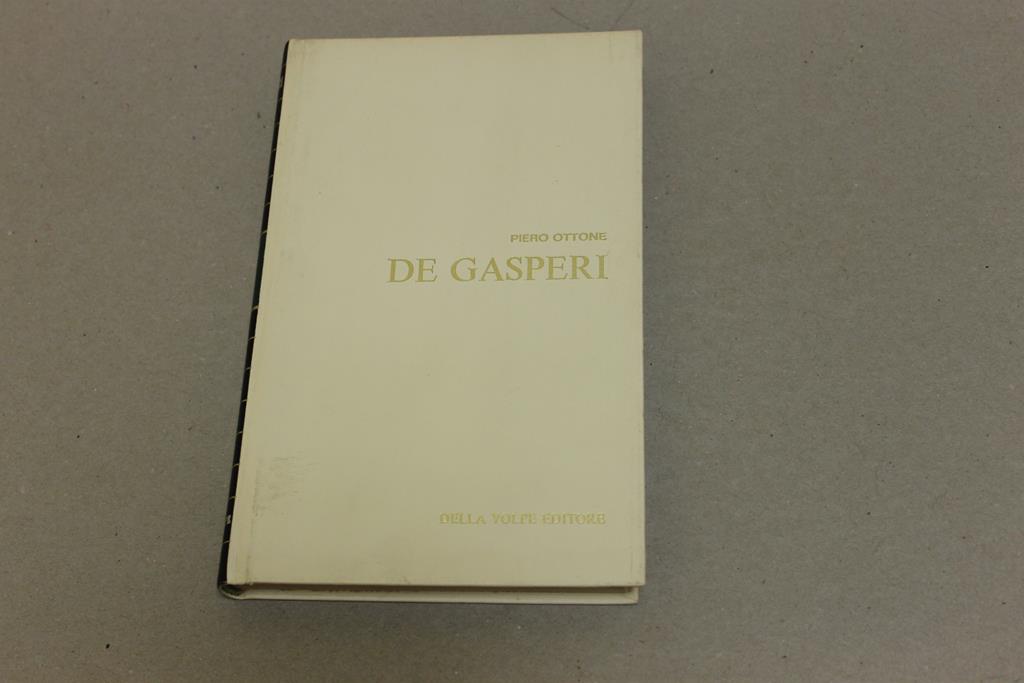 PIERO OTTONE
DE GASPERI
DELLA VOLPE EDITORE